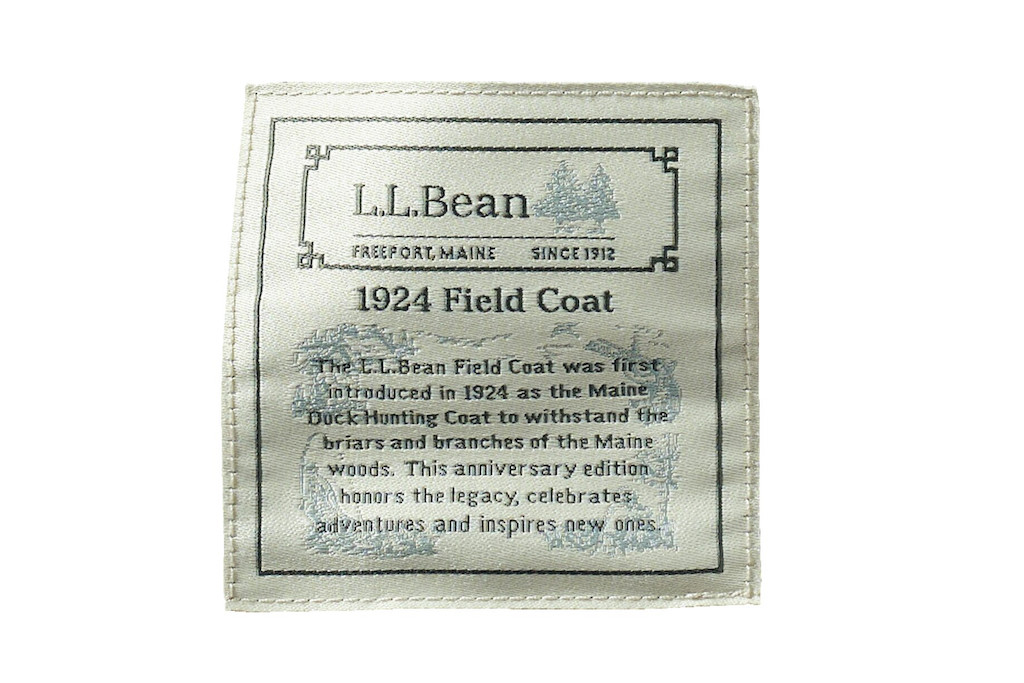 L.L.Bean
FREEPORT, MAINE SINCE 1912
1924 Field Coat
The L.L.Bean Field Coat was first
introduced in 1924 as the Maine
Duck Hunting Coat to withstand the
briars and branches of the Maine
woods. This anniversary edition
honors the legacy, celebrates
adventures and inspires new ones.